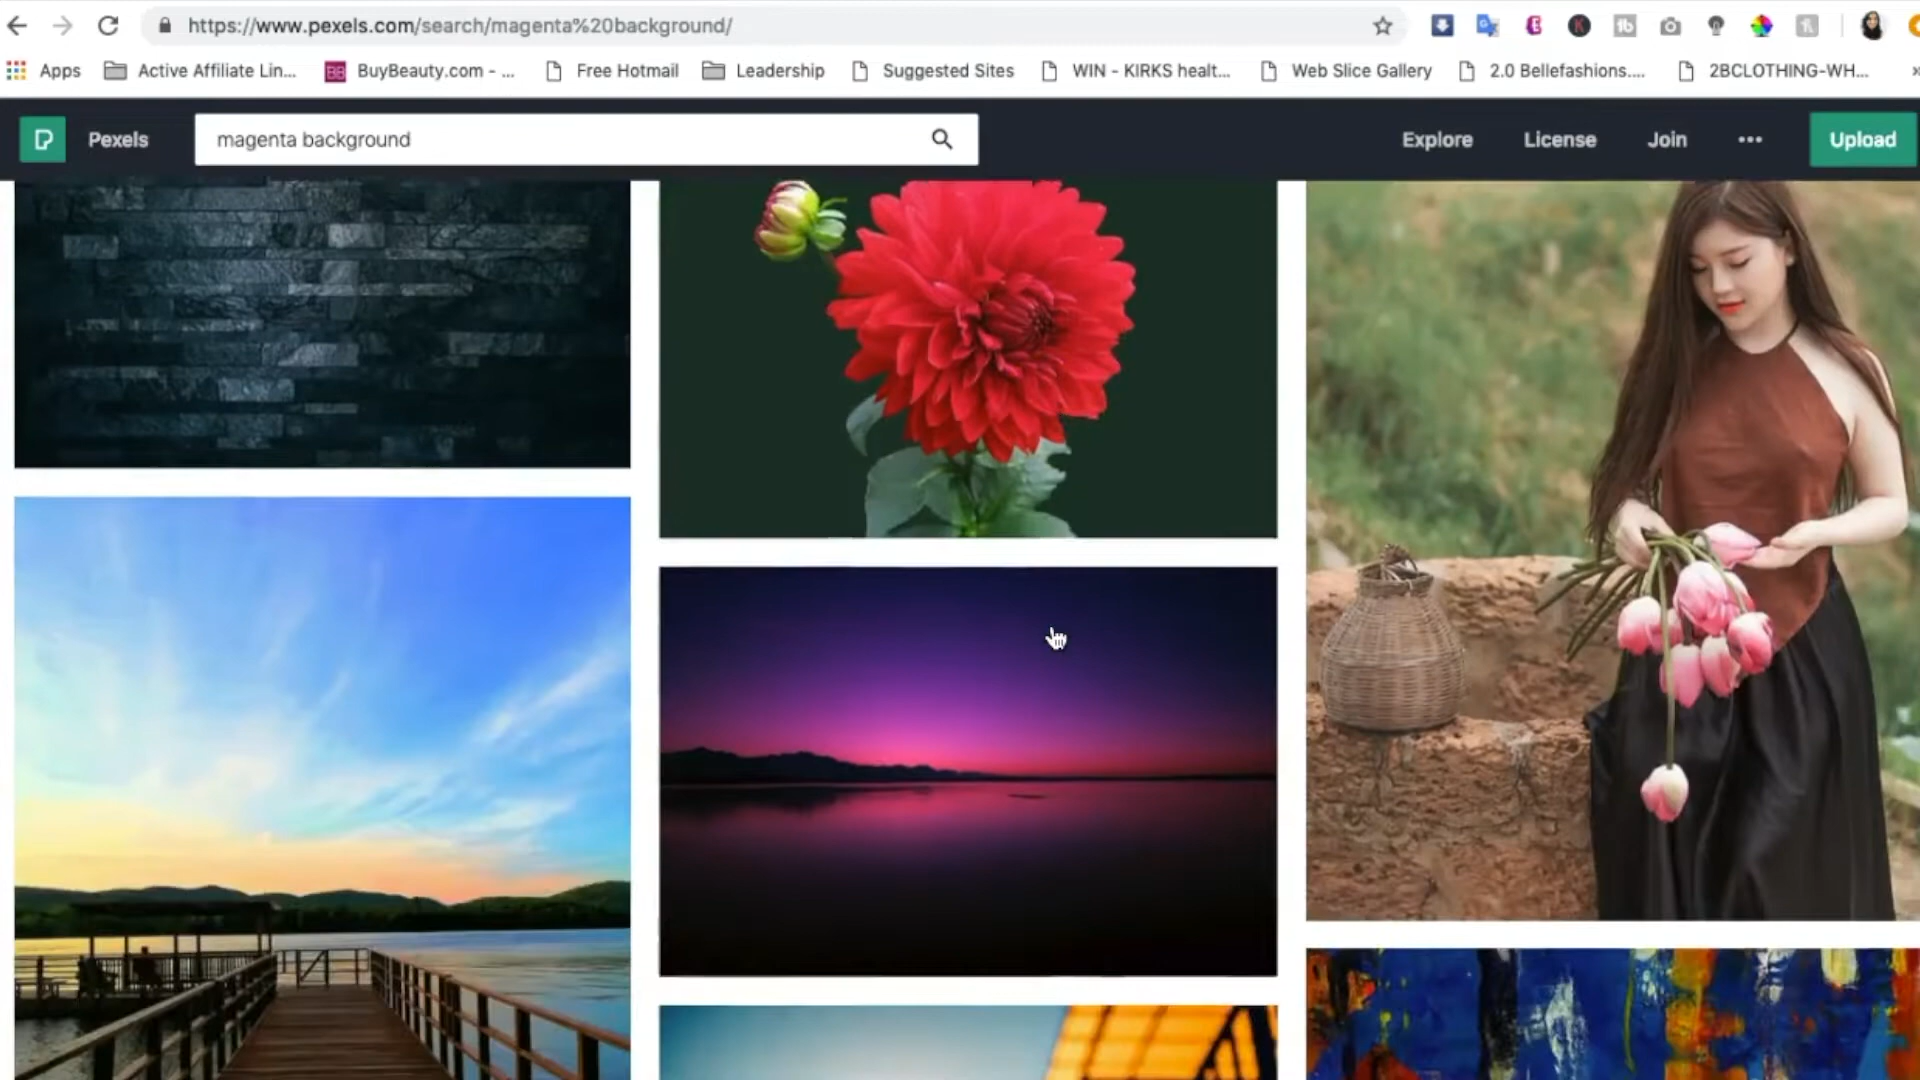 https://www.pexels.com/search/magenta%20background/
Apps Active Affiliate Lin... BB BuyBeauty.com - ... Free Hotmail Leadership Suggested Sites WIN - KIRKS healt... Web Slice Gallery 2.0 Bellefashions.... 2BCLOTHING-WH... »
Pexels magenta background Explore License Join ••• Upload